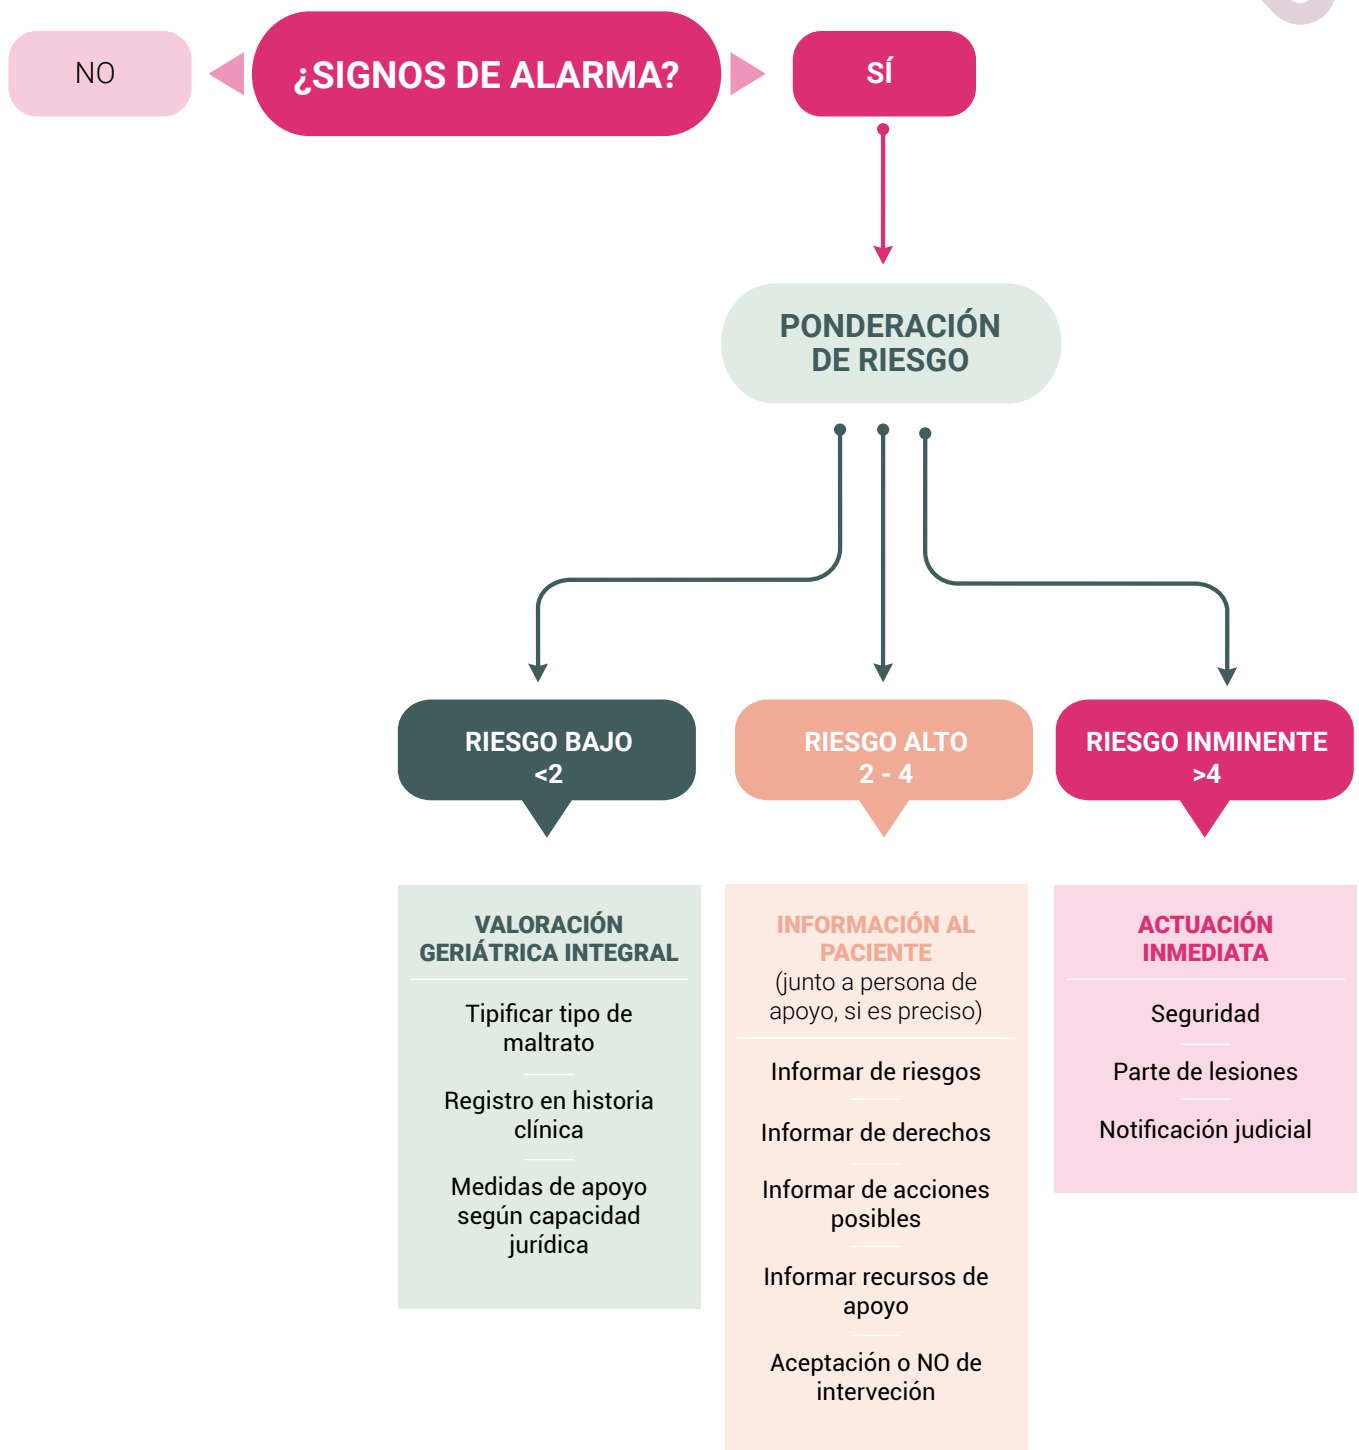 NO
¿SIGNOS DE ALARMA?
SÍ
PONDERACIÓN
DE RIESGO
RIESGO BAJO
<2
RIESGO ALTO
2 - 4
RIESGO INMINENTE
>4
VALORACIÓN
GERIÁTRICA INTEGRAL
Tipificar tipo de
maltrato
Registro en historia
clínica
Medidas de apoyo
según capacidad
jurídica
INFORMACIÓN AL
PACIENTE
(junto a persona de
apoyo, si es preciso)
Informar de riesgos
Informar de derechos
Informar de acciones
posibles
Informar recursos de
apoyo
Aceptación o NO de
interveción
ACTUACIÓN
INMEDIATA
Seguridad
Parte de lesiones
Notificación judicial